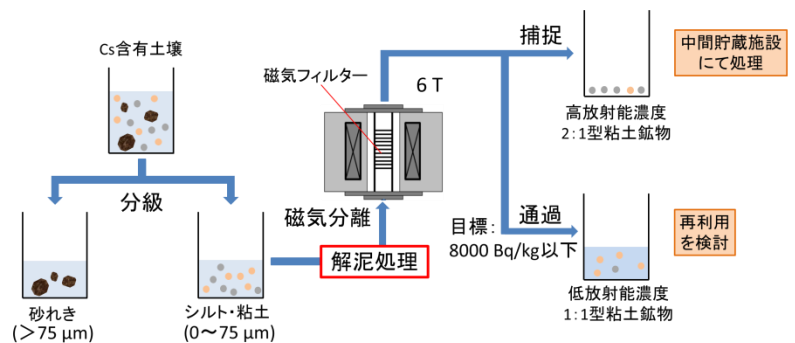 Cs含有土壌
分級
砂れき
(＞75 μm)
シルト・粘土
(0～75 μm)
解泥処理
磁気分離
磁気フィルター
6 T
捕捉
高放射能濃度
2：1型粘土鉱物
中間貯蔵施設
にて処理
通過
目標：
8000 Bq/kg以下
低放射能濃度
1：1型粘土鉱物
再利用
を検討